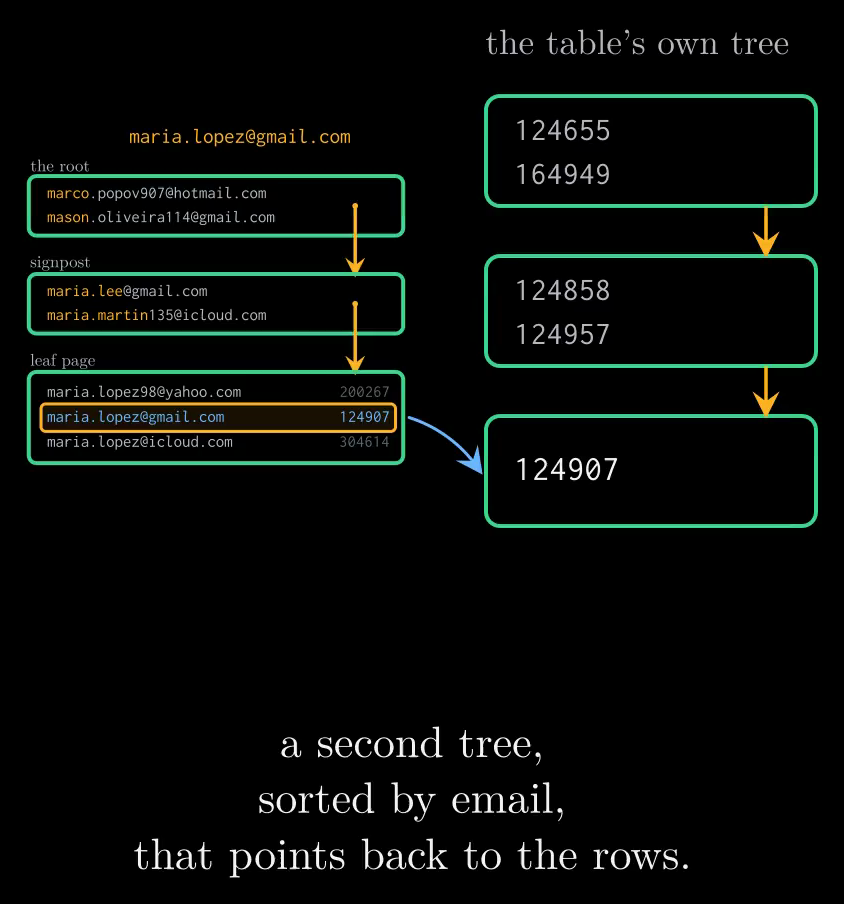 the table's own tree
124655
164949
124858
124957
124907
maria.lopez@gmail.com
the root
marco.popov907@hotmail.com
mason.oliveira114@gmail.com
signpost
maria.lee@gmail.com
maria.martin135@icloud.com
leaf page
maria.lopez98@yahoo.com 200267
maria.lopez@gmail.com 124907
maria.lopez@icloud.com 304614
a second tree,
sorted by email,
that points back to the rows.